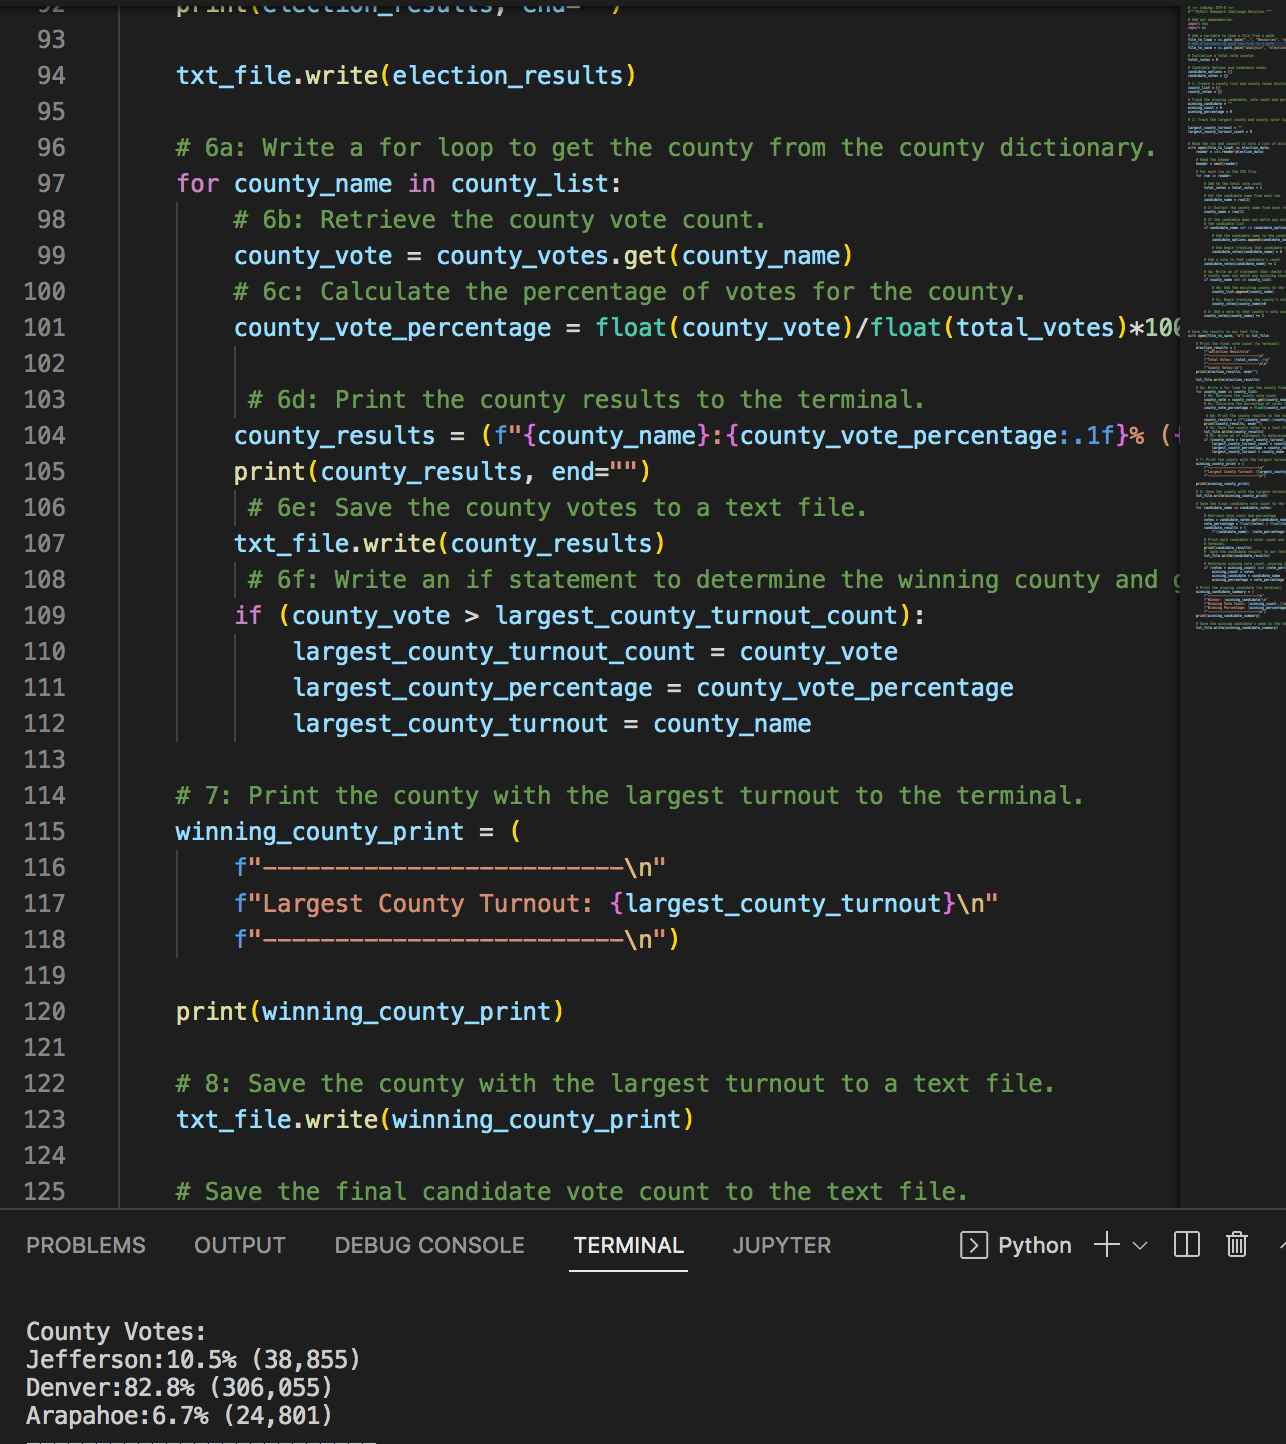 92 print(election_results, end="")
93
94 txt_file.write(election_results)
95
96 # 6a: Write a for loop to get the county from the county dictionary.
97 for county_name in county_list:
98 # 6b: Retrieve the county vote count.
99 county_vote = county_votes.get(county_name)
100 # 6c: Calculate the percentage of votes for the county.
101 county_vote_percentage = float(county_vote)/float(total_votes)*100
102
103 # 6d: Print the county results to the terminal.
104 county_results = (f"{county_name}:{county_vote_percentage:.1f}% ({
105 print(county_results, end="")
106 # 6e: Save the county votes to a text file.
107 txt_file.write(county_results)
108 # 6f: Write an if statement to determine the winning county and g
109 if (county_vote > largest_county_turnout_count):
110 largest_county_turnout_count = county_vote
111 largest_county_percentage = county_vote_percentage
112 largest_county_turnout = county_name
113
114 # 7: Print the county with the largest turnout to the terminal.
115 winning_county_print = (
116 f"-------------------------\n"
117 f"Largest County Turnout: {largest_county_turnout}\n"
118 f"-------------------------\n")
119
120 print(winning_county_print)
121
122 # 8: Save the county with the largest turnout to a text file.
123 txt_file.write(winning_county_print)
124
125 # Save the final candidate vote count to the text file.
PROBLEMS OUTPUT DEBUG CONSOLE TERMINAL JUPYTER Python
County Votes:
Jefferson:10.5% (38,855)
Denver:82.8% (306,055)
Arapahoe:6.7% (24,801)
-------------------------